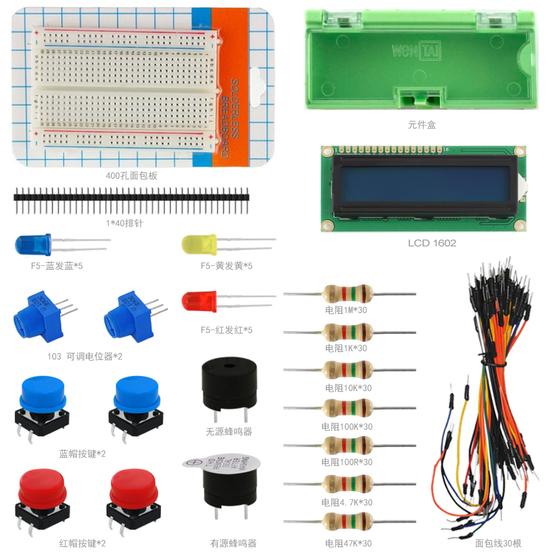 SOLDERLESS
WCN TAI
元件盒
400孔面包板
1*40排针
LCD 1602
F5-蓝发蓝*5
F5-黄发黄*5
F5-红发红*5
电阻1M*30
103 可调电位器*2
电阻1K*30
电阻10K*30
电阻100K*30
蓝帽按键*2
无源蜂鸣器
电阻100R*30
电阻4.7K*30
红帽按键*2
有源蜂鸣器
电阻47K*30
面包线30根